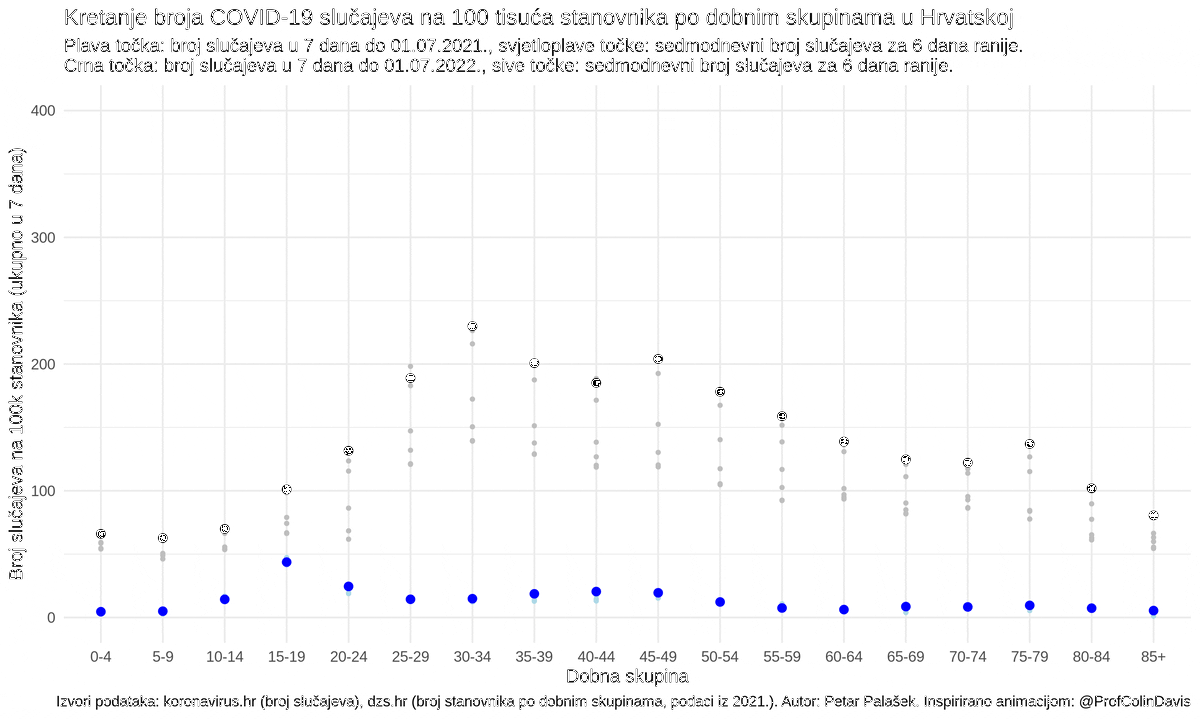 Kretanje broja COVID-19 slučajeva na 100 tisuća stanovnika po dobnim skupinama u Hrvatskoj
Plava točka: broj slučajeva u 7 dana do 01.07.2021., svjetloplave točke: sedmodnevni broj slučajeva za 6 dana ranije.
Crna točka: broj slučajeva u 7 dana do 01.07.2022., sive točke: sedmodnevni broj slučajeva za 6 dana ranije.
Broj slučajeva na 100k stanovnika (ukupno u 7 dana)
400
300
200
100
0
0-4 5-9 10-14 15-19 20-24 25-29 30-34 35-39 40-44 45-49 50-54 55-59 60-64 65-69 70-74 75-79 80-84 85+
Dobna skupina
Izvori podataka: koronavirus.hr (broj slučajeva), dzs.hr (broj stanovnika po dobnim skupinama, podaci iz 2021.). Autor: Petar Palašek. Inspirirano animacijom: @ProfColinDavis